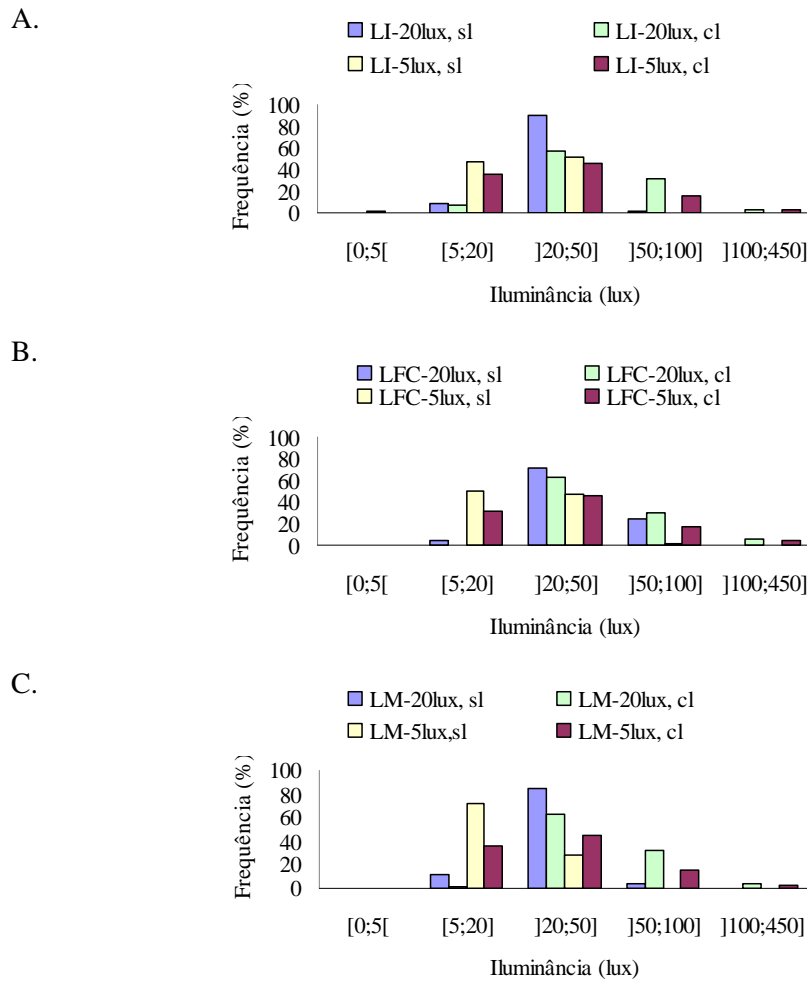 A.
LI-20lux, sl LI-20lux, cl
LI-5lux, sl LI-5lux, cl
Frequência (%)
100
80
60
40
20
0
[0;5[ [5;20] ]20;50] ]50;100] ]100;450]
Iluminância (lux)
B.
LFC-20lux, sl LFC-20lux, cl
LFC-5lux, sl LFC-5lux, cl
Frequência (%)
100
80
60
40
20
0
[0;5[ [5;20] ]20;50] ]50;100] ]100;450]
Iluminância (lux)
C.
LM-20lux, sl LM-20lux, cl
LM-5lux,sl LM-5lux, cl
Frequência (%)
100
80
60
40
20
0
[0;5[ [5;20] ]20;50] ]50;100] ]100;450]
Iluminância (lux)